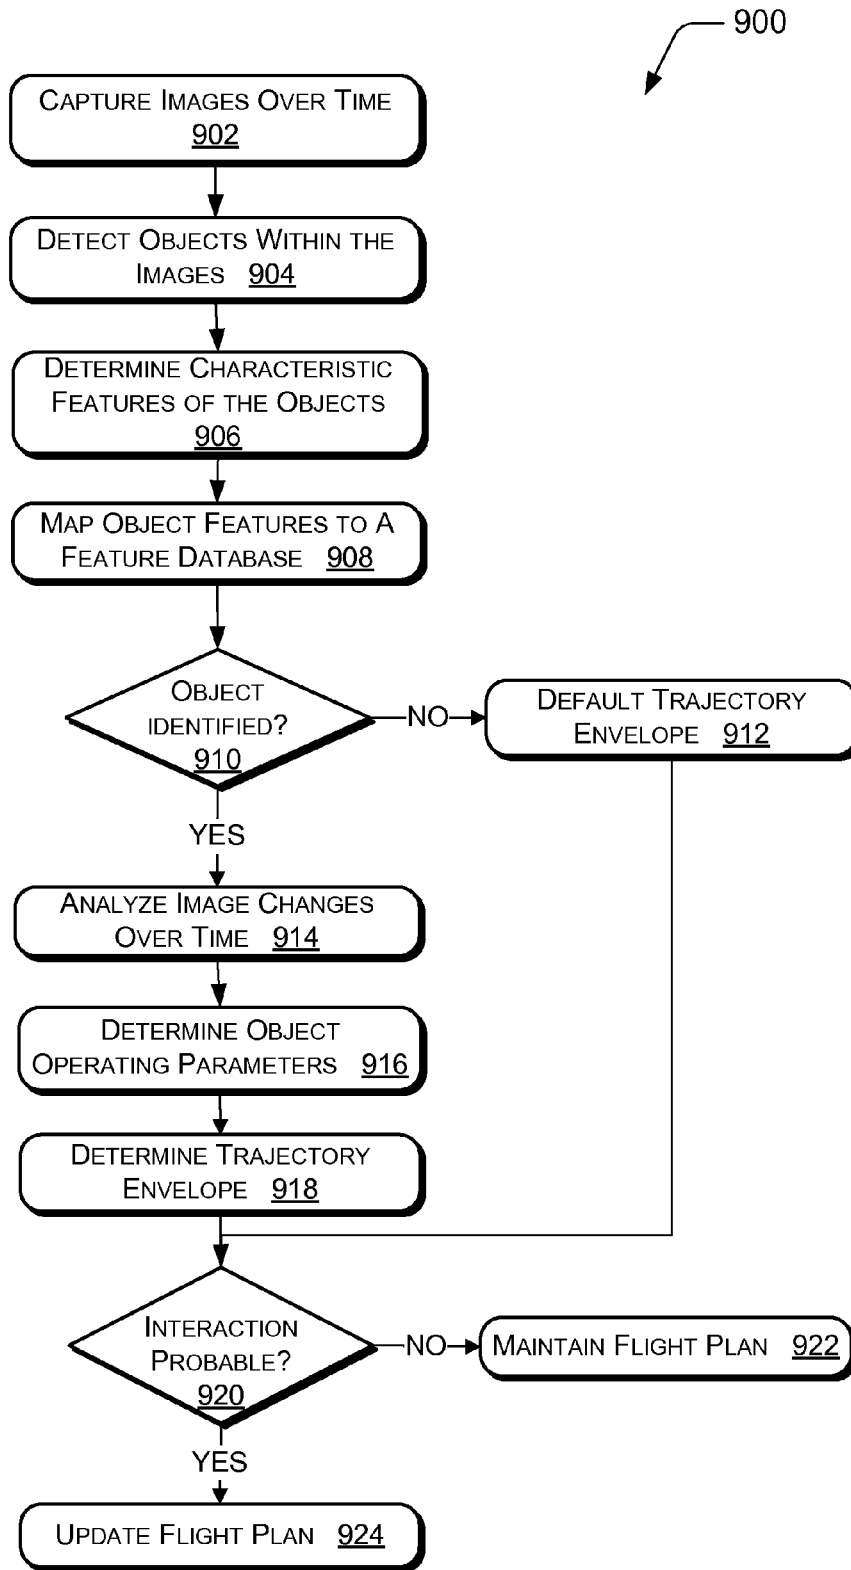 900
CAPTURE IMAGES OVER TIME
902
DETECT OBJECTS WITHIN THE
IMAGES 904
DETERMINE CHARACTERISTIC
FEATURES OF THE OBJECTS
906
MAP OBJECT FEATURES TO A
FEATURE DATABASE 908
OBJECT
IDENTIFIED?
910
NO
DEFAULT TRAJECTORY
ENVELOPE 912
YES
ANALYZE IMAGE CHANGES
OVER TIME 914
DETERMINE OBJECT
OPERATING PARAMETERS 916
DETERMINE TRAJECTORY
ENVELOPE 918
INTERACTION
PROBABLE?
920
NO
MAINTAIN FLIGHT PLAN 922
YES
UPDATE FLIGHT PLAN 924